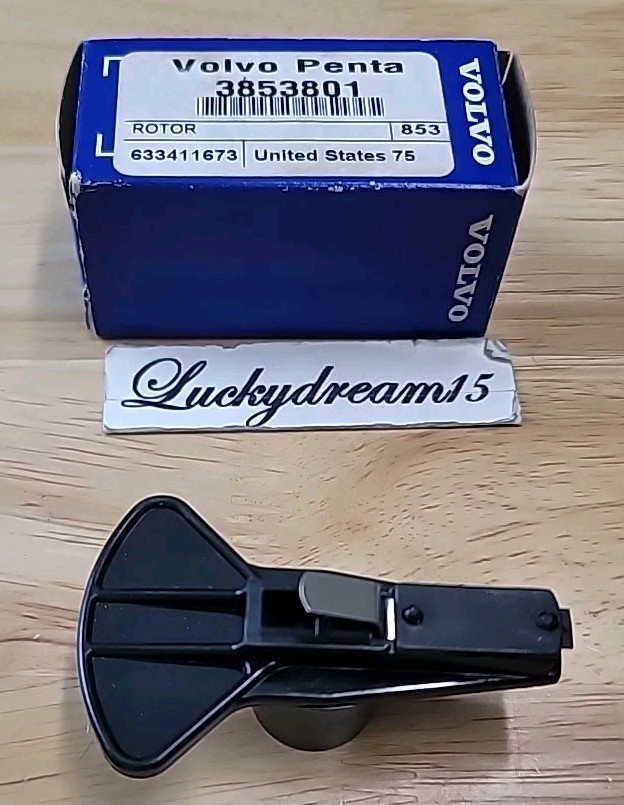 Volvo Penta
3853801
ROTOR 853
633411673 United States 75
VOLVO
VOLVO
Luckydream15